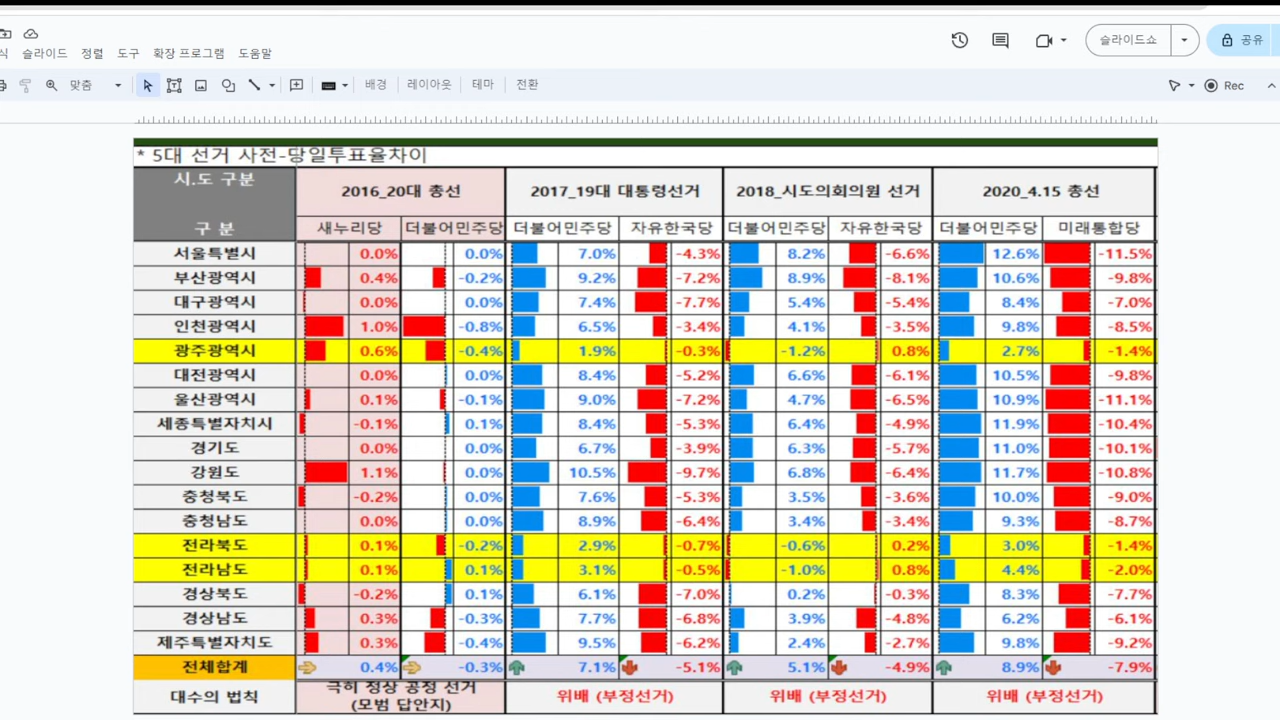 식 슬라이드 정렬 도구 확장 프로그램 도움말
슬라이드쇼
공유
맞춤
배경 레이아웃 테마 전환
Rec
* 5대 선거 사전-당일투표율차이
시.도 구분 2016_20대 총선 2017_19대 대통령선거 2018_시도의회의원 선거 2020_4.15 총선
구 분 새누리당 더불어민주당 더불어민주당 자유한국당 더불어민주당 자유한국당 더불어민주당 미래통합당
서울특별시 0.0% 0.0% 7.0% -4.3% 8.2% -6.6% 12.6% -11.5%
부산광역시 0.4% -0.2% 9.2% -7.2% 8.9% -8.1% 10.6% -9.8%
대구광역시 0.0% 0.0% 7.4% -7.7% 5.4% -5.4% 8.4% -7.0%
인천광역시 1.0% -0.8% 6.5% -3.4% 4.1% -3.5% 9.8% -8.5%
광주광역시 0.6% -0.4% 1.9% -0.3% -1.2% 0.8% 2.7% -1.4%
대전광역시 0.0% 0.0% 8.4% -5.2% 6.6% -6.1% 10.5% -9.8%
울산광역시 0.1% -0.1% 9.0% -7.2% 4.7% -6.5% 10.9% -11.1%
세종특별자치시 -0.1% 0.1% 8.4% -5.3% 6.4% -4.9% 11.9% -10.4%
경기도 0.0% 0.0% 6.7% -3.9% 6.3% -5.7% 11.0% -10.1%
강원도 1.1% 0.0% 10.5% -9.7% 6.8% -6.4% 11.7% -10.8%
충청북도 -0.2% 0.0% 7.6% -5.3% 3.5% -3.6% 10.0% -9.0%
충청남도 0.0% 0.0% 8.9% -6.4% 3.4% -3.4% 9.3% -8.7%
전라북도 0.1% -0.2% 2.9% -0.7% -0.6% 0.2% 3.0% -1.4%
전라남도 0.1% 0.1% 3.1% -0.5% -1.0% 0.8% 4.4% -2.0%
경상북도 -0.2% 0.1% 6.1% -7.0% 0.2% -0.3% 8.3% -7.7%
경상남도 0.3% -0.3% 7.7% -6.8% 3.9% -4.8% 6.2% -6.1%
제주특별자치도 0.3% -0.4% 9.5% -6.2% 2.4% -2.7% 9.8% -9.2%
전체합계 0.4% -0.3% 7.1% -5.1% 5.1% -4.9% 8.9% -7.9%
대수의 법칙 극히 정상 공정 선거 위배 (부정선거) 위배 (부정선거) 위배 (부정선거)
(모범 답안지)